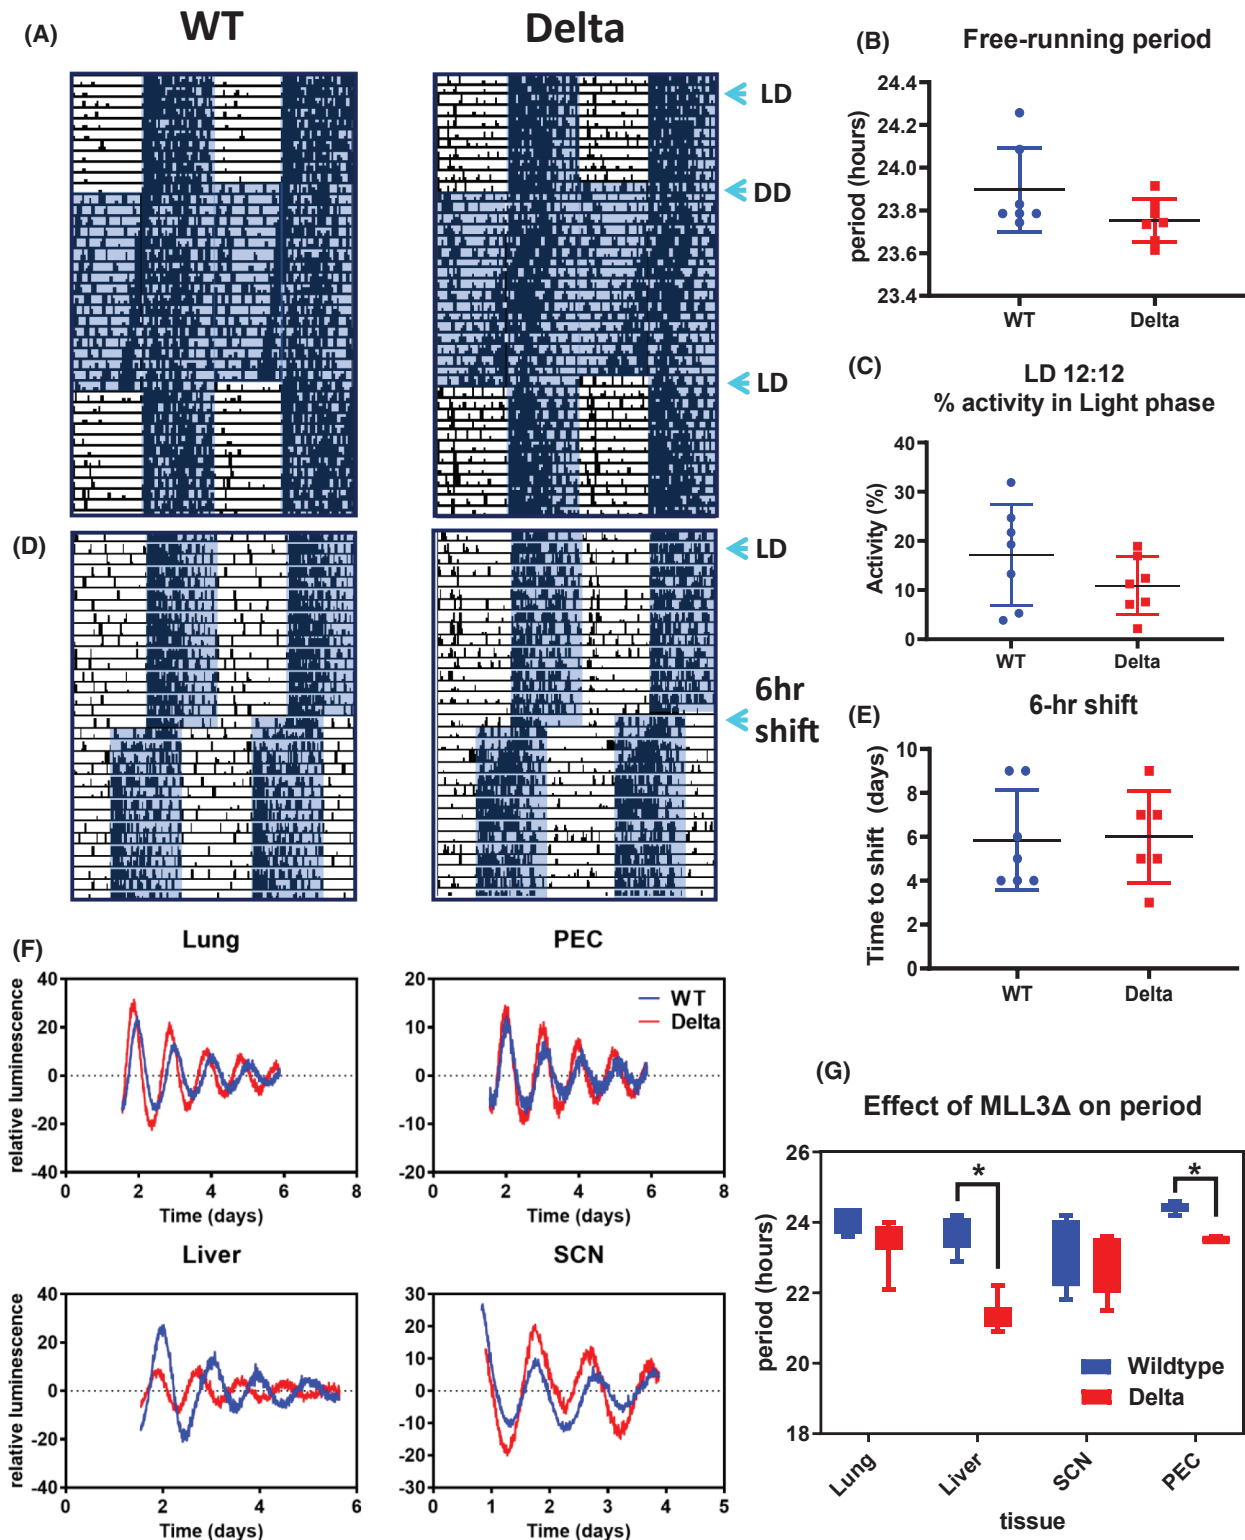 (A)
WT
Delta
LD
DD
LD
(B)
Free-running period
period (hours)
24.4
24.2
24.0
23.8
23.6
23.4
WT
Delta
(C)
LD 12:12
% activity in Light phase
Activity (%)
40
30
20
10
0
WT
Delta
(D)
LD
6hr
shift
(E)
6-hr shift
Time to shift (days)
10
8
6
4
2
0
WT
Delta
(F)
Lung
relative luminescence
40
20
0
-20
-40
0
2
4
6
8
Time (days)
PEC
WT
Delta
20
10
0
-10
-20
0
2
4
6
8
Time (days)
Liver
relative luminescence
40
20
0
-20
-40
0
2
4
6
Time (days)
SCN
30
20
10
0
-10
-20
-30
0
1
2
3
4
5
Time (days)
(G)
Effect of MLL3Δ on period
period (hours)
26
24
22
20
18
*
*
Wildtype
Delta
Lung
Liver
SCN
PEC
tissue